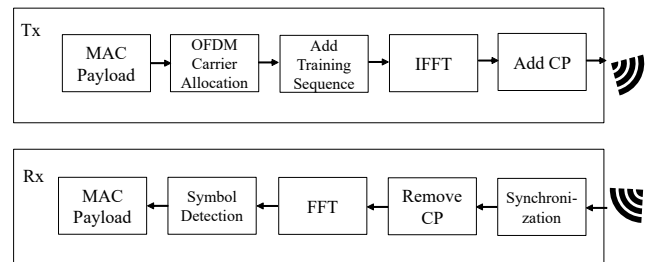 Tx
MAC
Payload
OFDM
Carrier
Allocation
Add
Training
Sequence
IFFT
Add CP
Rx
MAC
Payload
Symbol
Detection
FFT
Remove
CP
Synchroni-
zation